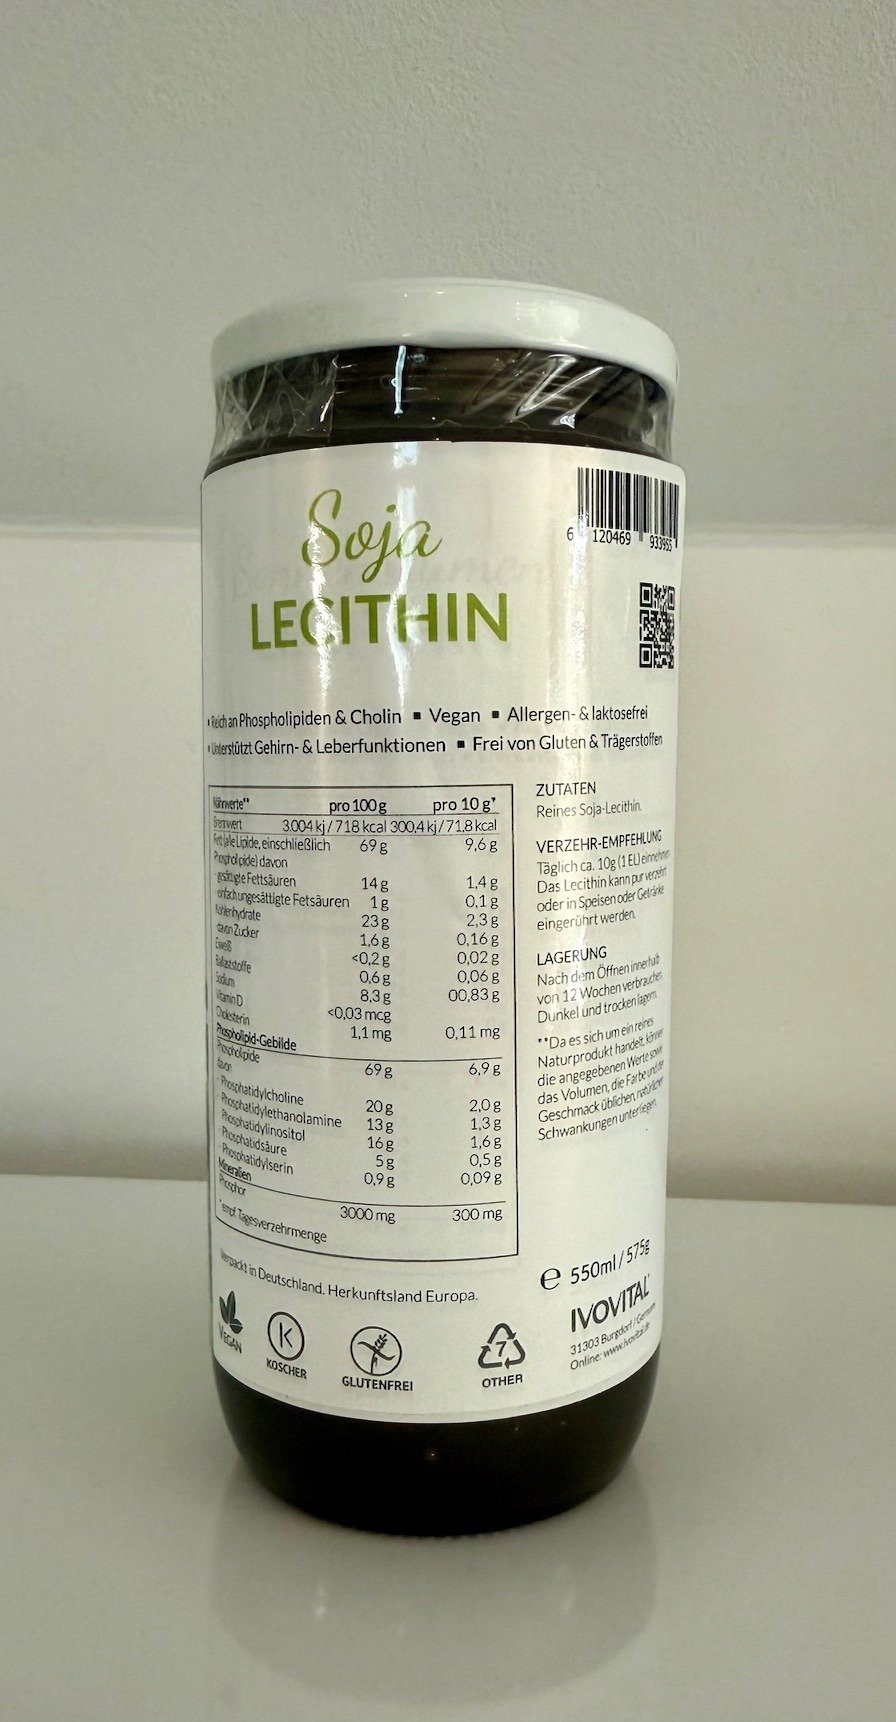 Soja
LECITHIN
6 120469 933955
▪ Reich an Phospholipiden & Cholin ▪ Vegan ▪ Allergen- & laktosefrei
▪ Unterstützt Gehirn- & Leberfunktionen ▪ Frei von Gluten & Trägerstoffen
Nährwerte** pro 100 g pro 10 g*
Brennwert 3.004 kj / 718 kcal 300,4 kj / 71,8 kcal
Fett (alle Lipide, einschließlich 69 g 9,6 g
Phospholpide) davon
gesättigte Fettsäuren 14 g 1,4 g
einfach ungesättigte Fetsäuren 1 g 0,1 g
Kohlenhydrate 23 g 2,3 g
davon Zucker 1,6 g 0,16 g
Eiweiß <0,2 g 0,02 g
Ballaststoffe 0,6 g 0,06 g
Sodium 8,3 g 00,83 g
Vitamin D <0,03 mcg
Cholesterin 1,1 mg 0,11 mg
Phospholipld-Gebilde
Phospholipide 69 g 6,9 g
davon
Phosphatidylcholine 20 g 2,0 g
Phosphatidylethanolamine 13 g 1,3 g
Phosphatidylinositol 16 g 1,6 g
Phosphatidsäure 5 g 0,5 g
Phosphatidylserin 0,9 g 0,09 g
Mineralien
Phosphor 3000 mg 300 mg
*empf. Tagesverzehrmenge
ZUTATEN
Reines Soja-Lecithin.
VERZEHR-EMPFEHLUNG
Täglich ca. 10g (1 EL) einnehmen
Das Lecithin kann pur verzehrt
oder in Speisen oder Getränke
eingerührt werden.
LAGERUNG
Nach dem Öffnen innerhalb
von 12 Wochen verbrauchen
Dunkel und trocken lagern
**Da es sich um ein reines
Naturprodukt handelt, können
die angegebenen Werte sowie
das Volumen, die Farbe und der
Geschmack üblichen, natürlichen
Schwankungen unterliegen.
Verpackt in Deutschland. Herkunftsland Europa.
e 550ml / 575g
IVOVITAL
31303 Burgdorf / Germany
Online: www.ivovital.de
VEGAN
K
KOSCHER
GLUTENFREI
7
OTHER